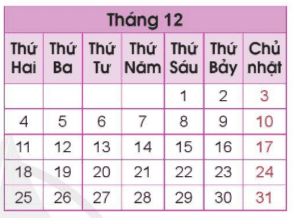 Tháng 12
Thứ Hai Thứ Ba Thứ Tư Thứ Năm Thứ Sáu Thứ Bảy Chủ nhật
1 2 3
4 5 6 7 8 9 10
11 12 13 14 15 16 17
18 19 20 21 22 23 24
25 26 27 28 29 30 31